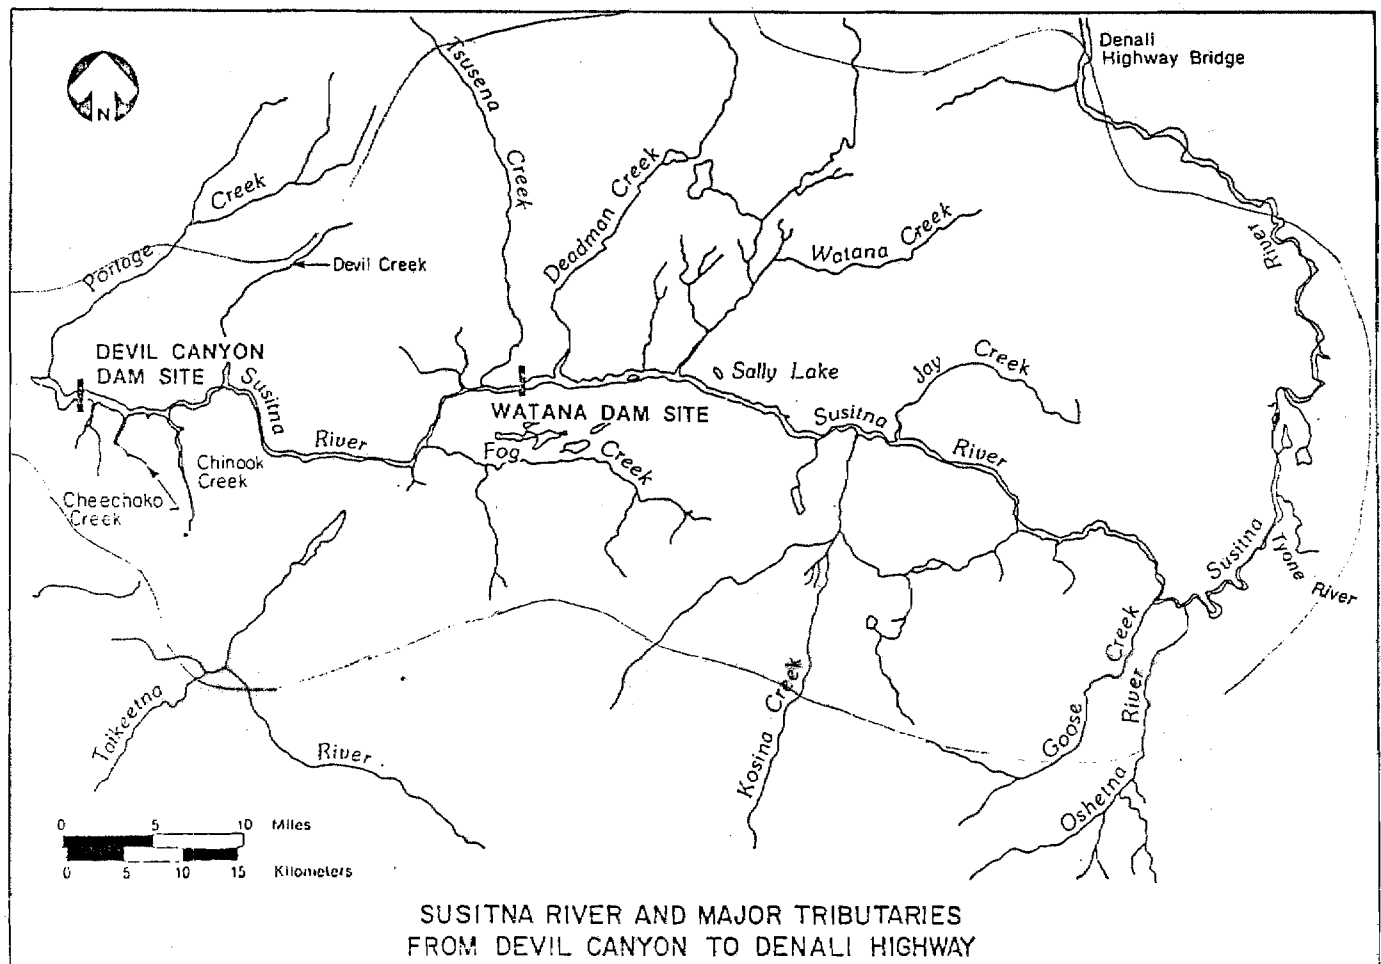 Denali
Highway Bridge
N
Tsusena
Creek
Creek
Portage
Devil Creek
Deadman Creek
Watana Creek
River
DEVIL CANYON
DAM SITE
Susitna
River
WATANA DAM SITE
Sally Lake
Jay Creek
Susitna
River
Fog
Creek
Chinook
Creek
Cheechako
Creek
Susitna
Tyone
River
Talkeetna
River
Kosina Creek
Goose
Creek
Oshetna
River
0 5 10 Miles
0 5 10 15 Kilometers
SUSITNA RIVER AND MAJOR TRIBUTARIES
FROM DEVIL CANYON TO DENALI HIGHWAY